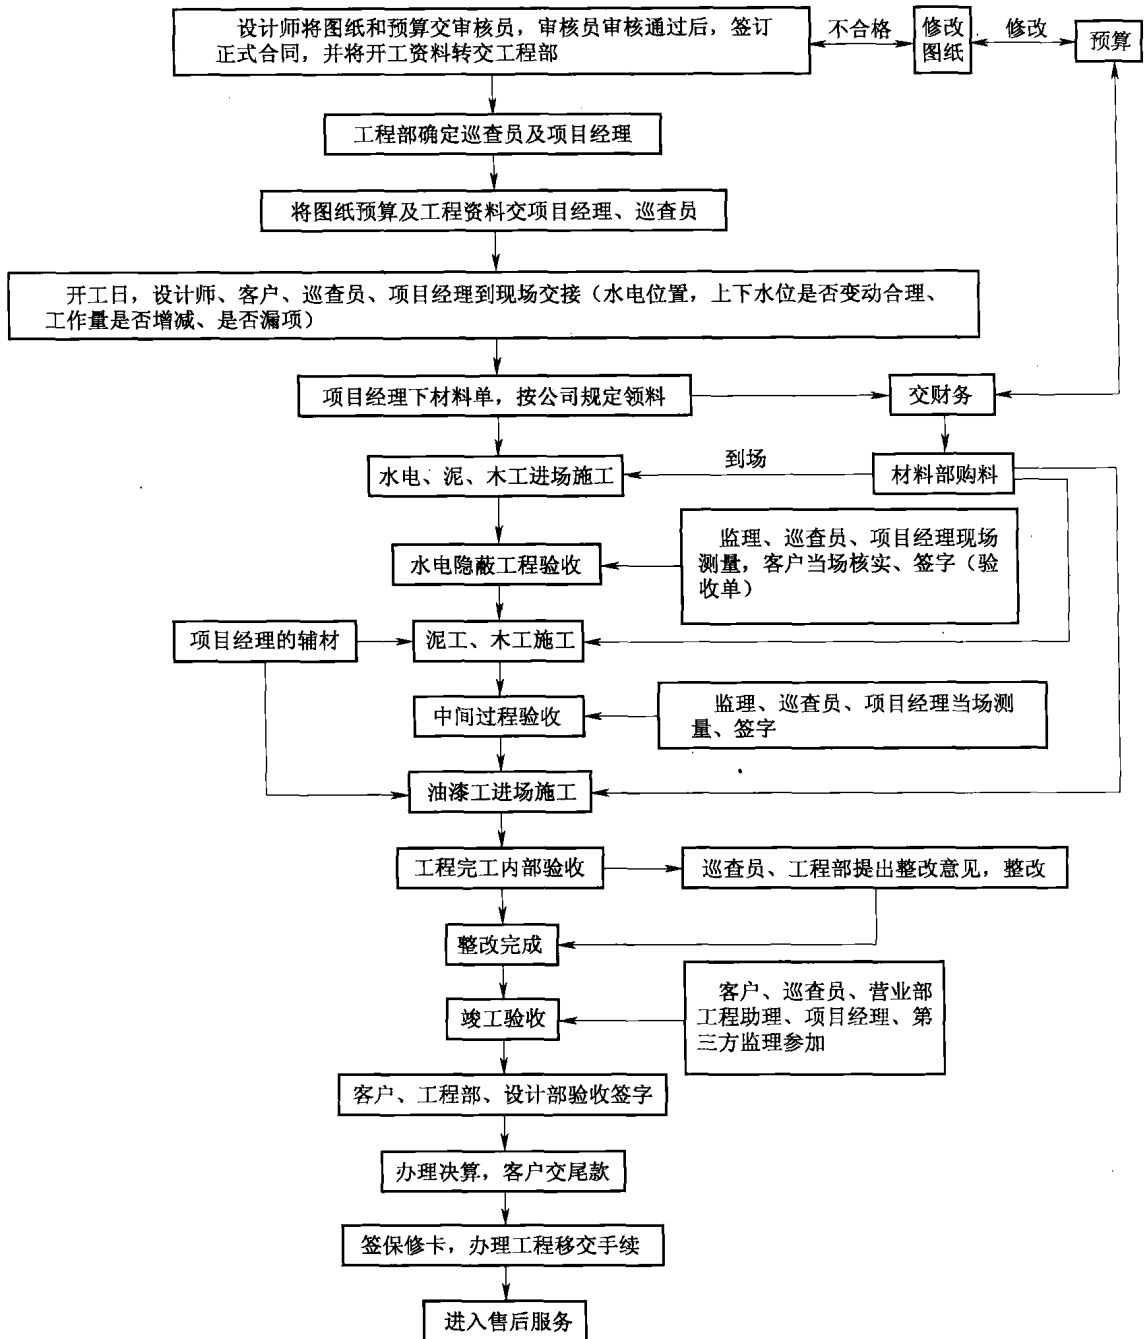 设计师将图纸和预算交审核员，审核员审核通过后，签订
正式合同，并将开工资料转交工程部
不合格
修改
图纸
修改
预算
工程部确定巡查员及项目经理
将图纸预算及工程资料交项目经理、巡查员
开工日，设计师、客户、巡查员、项目经理到现场交接（水电位置，上下水位是否变动合理、
工作量是否增减、是否漏项）
项目经理下材料单，按公司规定领料
交财务
水电、泥、木工进场施工
到场
材料部购料
水电隐蔽工程验收
监理、巡查员、项目经理现场
测量，客户当场核实、签字（验
收单）
项目经理的辅材
泥工、木工施工
中间过程验收
监理、巡查员、项目经理当场测
量、签字
油漆工进场施工
工程完工内部验收
巡查员、工程部提出整改意见，整改
整改完成
竣工验收
客户、巡查员、营业部
工程助理、项目经理、第
三方监理参加
客户、工程部、设计部验收签字
办理决算，客户交尾款
签保修卡，办理工程移交手续
进入售后服务